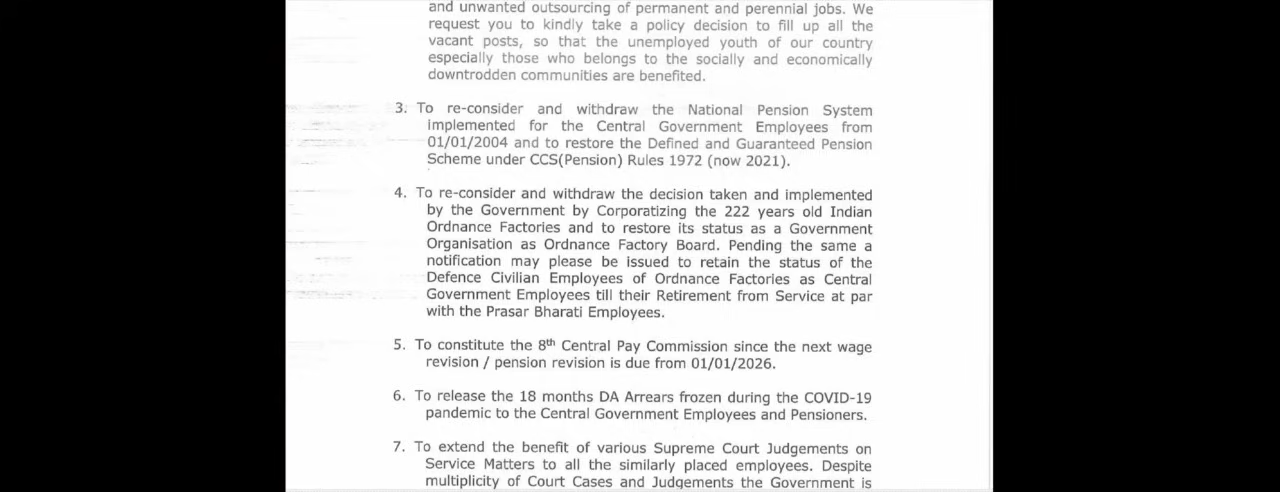 and unwanted outsourcing of permanent and perennial jobs. We
request you to kindly take a policy decision to fill up all the
vacant posts, so that the unemployed youth of our country
especially those who belongs to the socially and economically
downtrodden communities are benefited.
3. To re-consider and withdraw the National Pension System
implemented for the Central Government Employees from
01/01/2004 and to restore the Defined and Guaranteed Pension
Scheme under CCS(Pension) Rules 1972 (now 2021).
4. To re-consider and withdraw the decision taken and implemented
by the Government by Corporatizing the 222 years old Indian
Ordnance Factories and to restore its status as a Government
Organisation as Ordnance Factory Board. Pending the same a
notification may please be issued to retain the status of the
Defence Civilian Employees of Ordnance Factories as Central
Government Employees till their Retirement from Service at par
with the Prasar Bharati Employees.
5. To constitute the 8th Central Pay Commission since the next wage
revision / pension revision is due from 01/01/2026.
6. To release the 18 months DA Arrears frozen during the COVID-19
pandemic to the Central Government Employees and Pensioners.
7. To extend the benefit of various Supreme Court Judgements on
Service Matters to all the similarly placed employees. Despite
multiplicity of Court Cases and Judgements the Government is